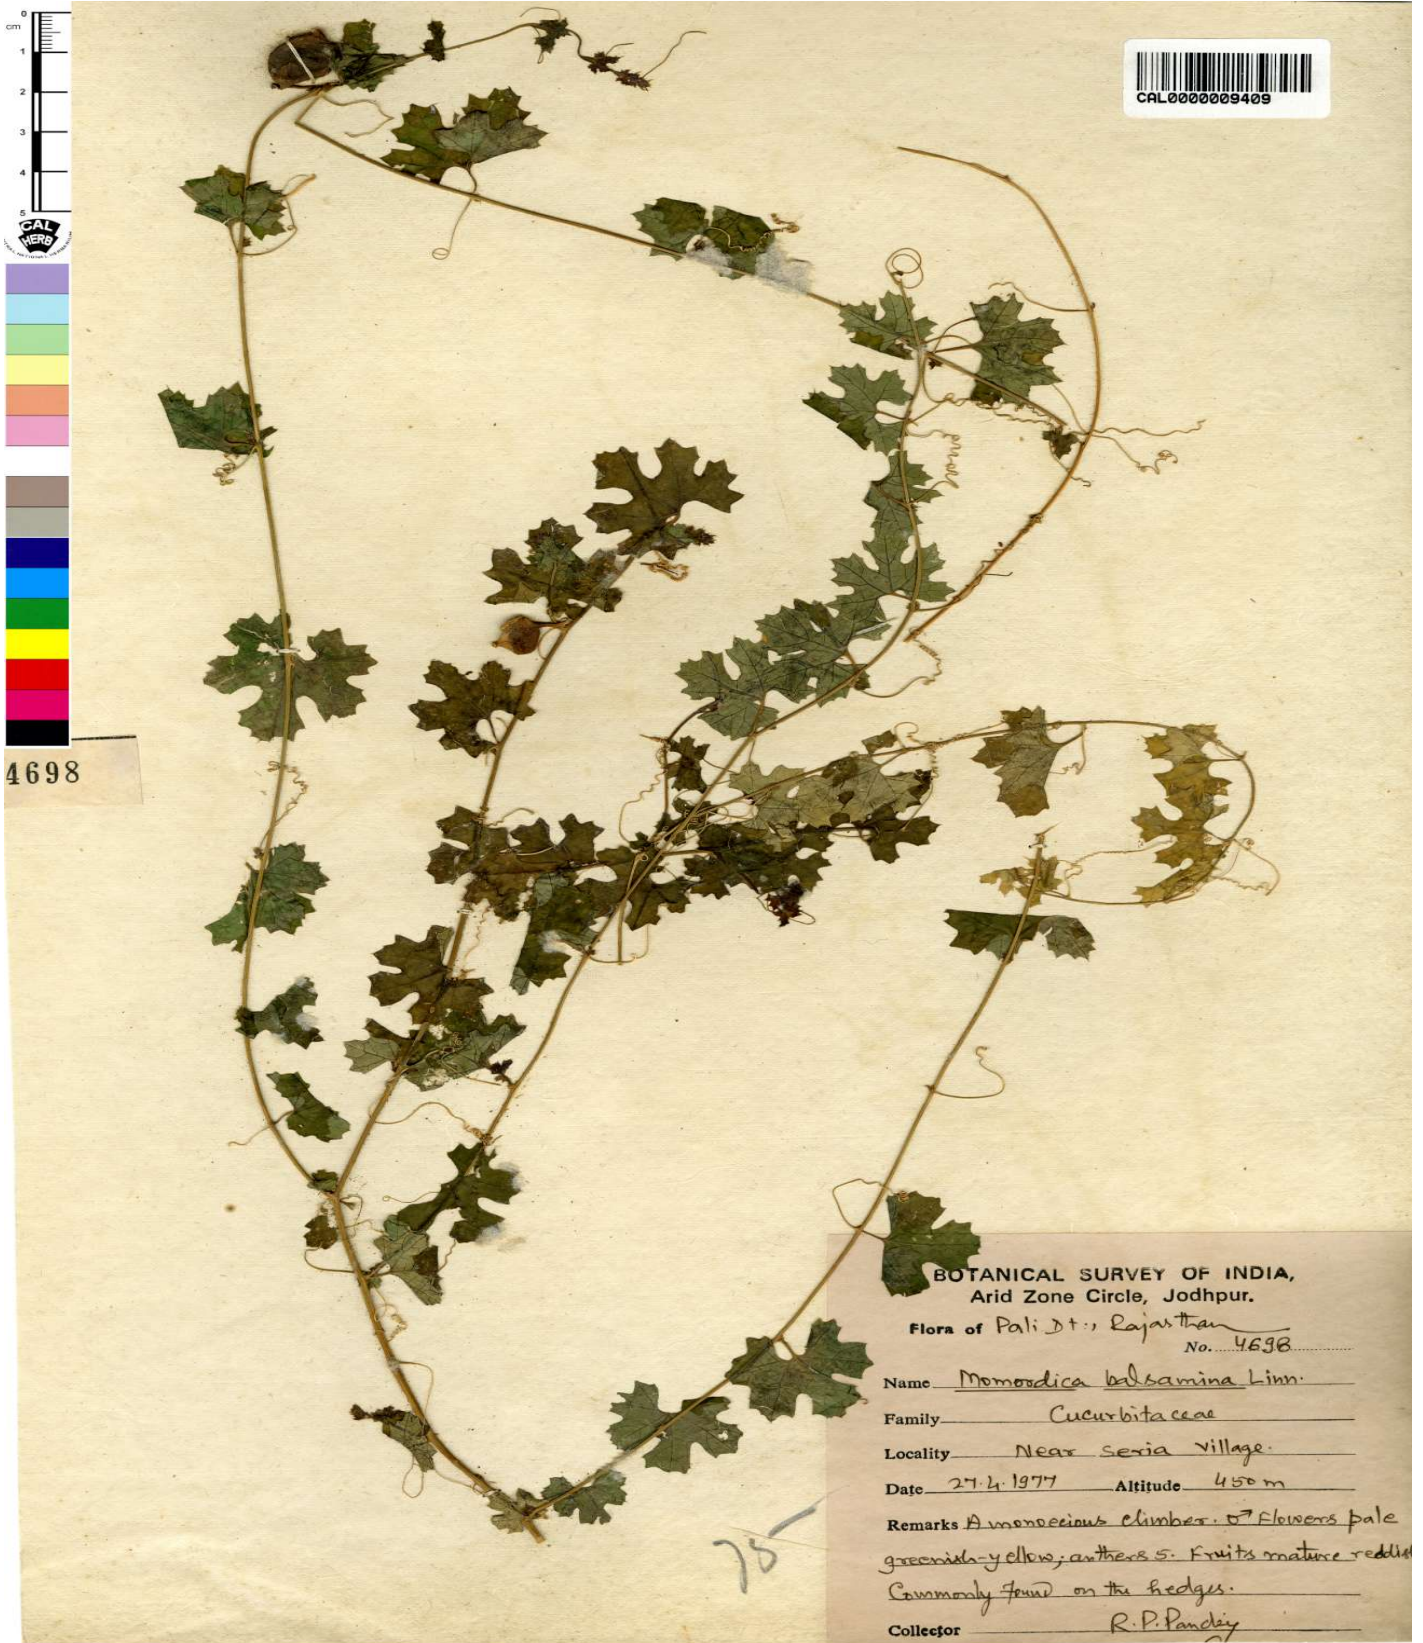 0
cm
1
2
3
4
5
CAL
HERB
CAL0000009409
4698
BOTANICAL SURVEY OF INDIA,
Arid Zone Circle, Jodhpur.
Flora of Pali Dt., Rajasthan
No. 4698
Name Momordica balsamina Linn.
Family Cucurbitaceae
Locality Near Seria village.
Date 27.4.1977 Altitude 450 m
Remarks A monoecious climber. ♂ Flowers pale
greenish-yellow; anthers 5. Fruits mature reddish
Commonly found on the hedges.
Collector R.P. Pandey
75